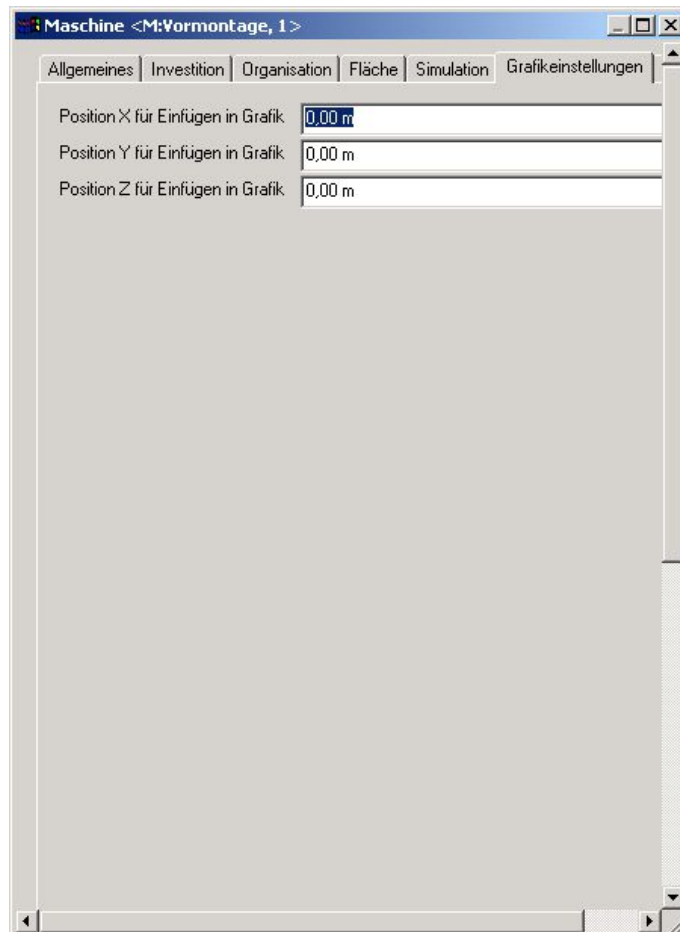 Maschine <M:Vormontage, 1>
Allgemeines Investition Organisation Fläche Simulation Grafikeinstellungen
Position X für Einfügen in Grafik 0,00 m
Position Y für Einfügen in Grafik 0,00 m
Position Z für Einfügen in Grafik 0,00 m